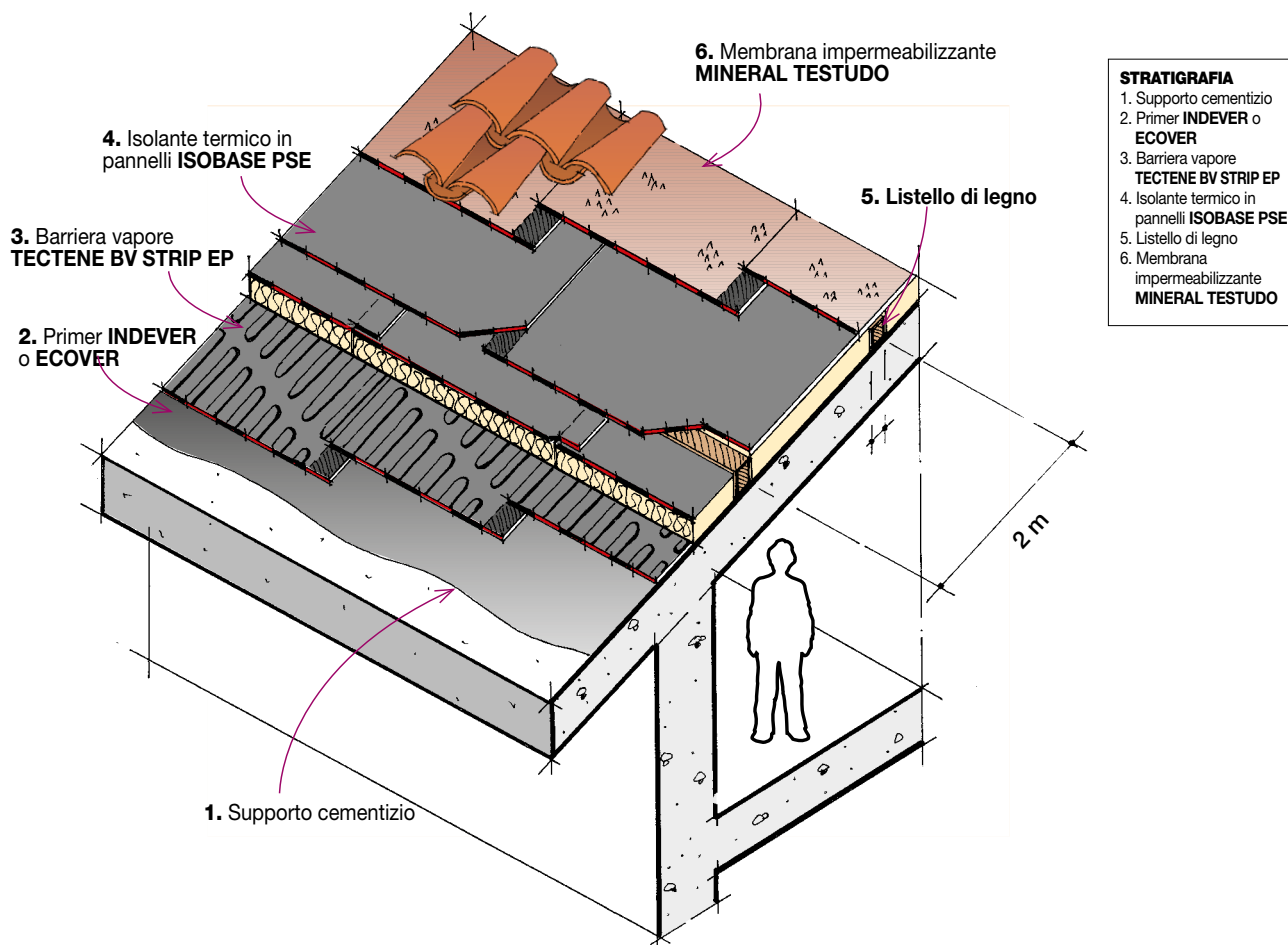 6. Membrana impermeabilizzante
MINERAL TESTUDO
4. Isolante termico in
pannelli ISOBASE PSE
5. Listello di legno
3. Barriera vapore
TECTENE BV STRIP EP
2. Primer INDEVER
o ECOVER
2 m
1. Supporto cementizio
STRATIGRAFIA
1. Supporto cementizio
2. Primer INDEVER o
ECOVER
3. Barriera vapore
TECTENE BV STRIP EP
4. Isolante termico in
pannelli ISOBASE PSE
5. Listello di legno
6. Membrana
impermeabilizzante
MINERAL TESTUDO